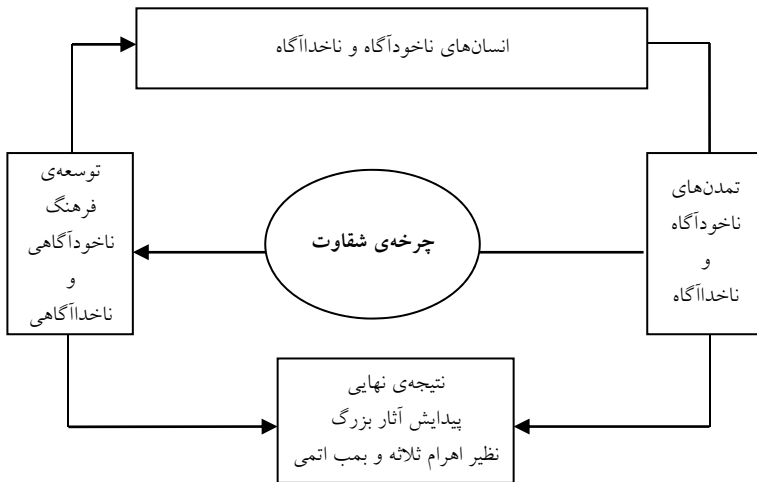 انسان‌های ناخودآگاه و ناخداآگاه
تمدن‌های
ناخودآگاه
و
ناخداآگاه
چرخه‌ی شقاوت
توسعه‌ی
فرهنگ
ناخودآگاهی
و
ناخداآگاهی
نتیجه‌ی نهایی
پیدایش آثار بزرگ
نظیر اهرام ثلاثه و بمب اتمی